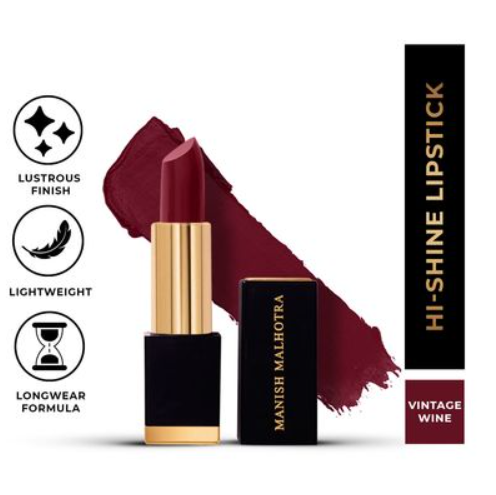 LUSTROUS
FINISH
LIGHTWEIGHT
LONGWEAR
FORMULA
MANISH MALHOTRA
HI-SHINE LIPSTICK
VINTAGE
WINE